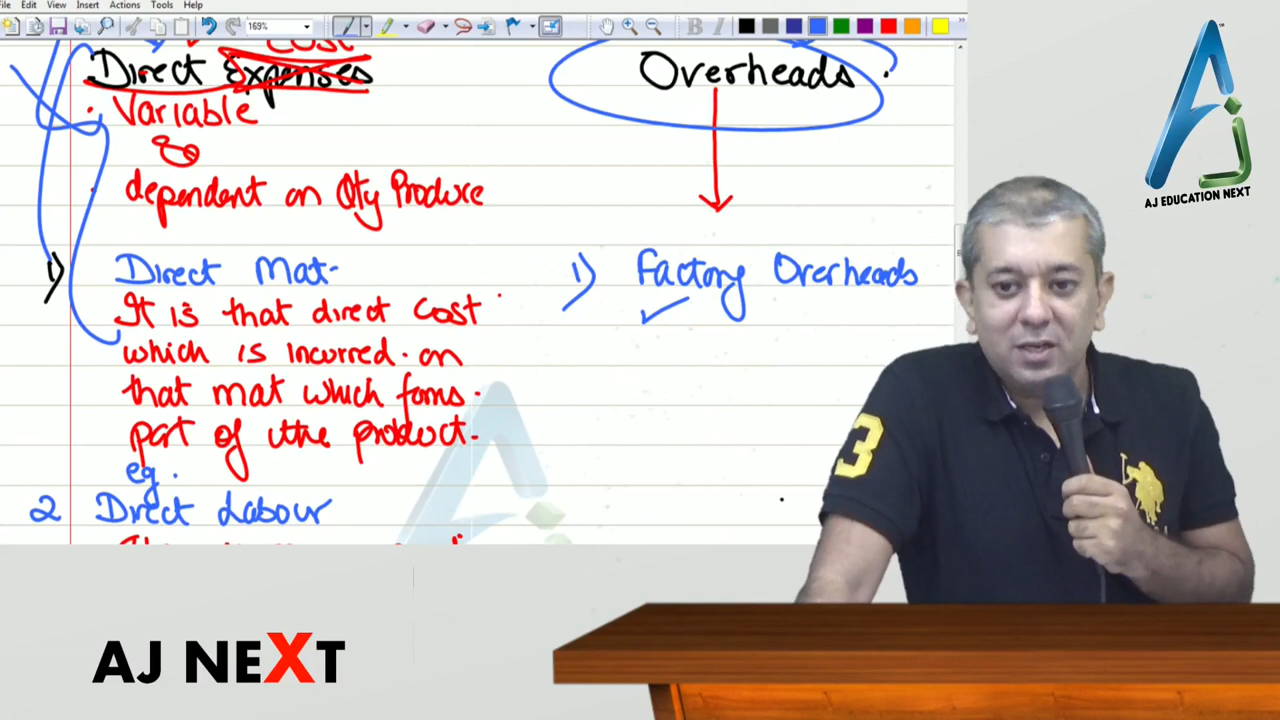 File Edit View Insert Actions Tools Help
169%
B I
Cost
Direct Expenses
Variable
dependent on Qty Produce
1) Direct Mat-
It is that direct cost
which is incurred. on
that mat which forms.
part of the product.
eg.
2 Direct Labour
Overheads
1) Factory Overheads
AJ EDUCATION NEXT
3
AJ NEXT